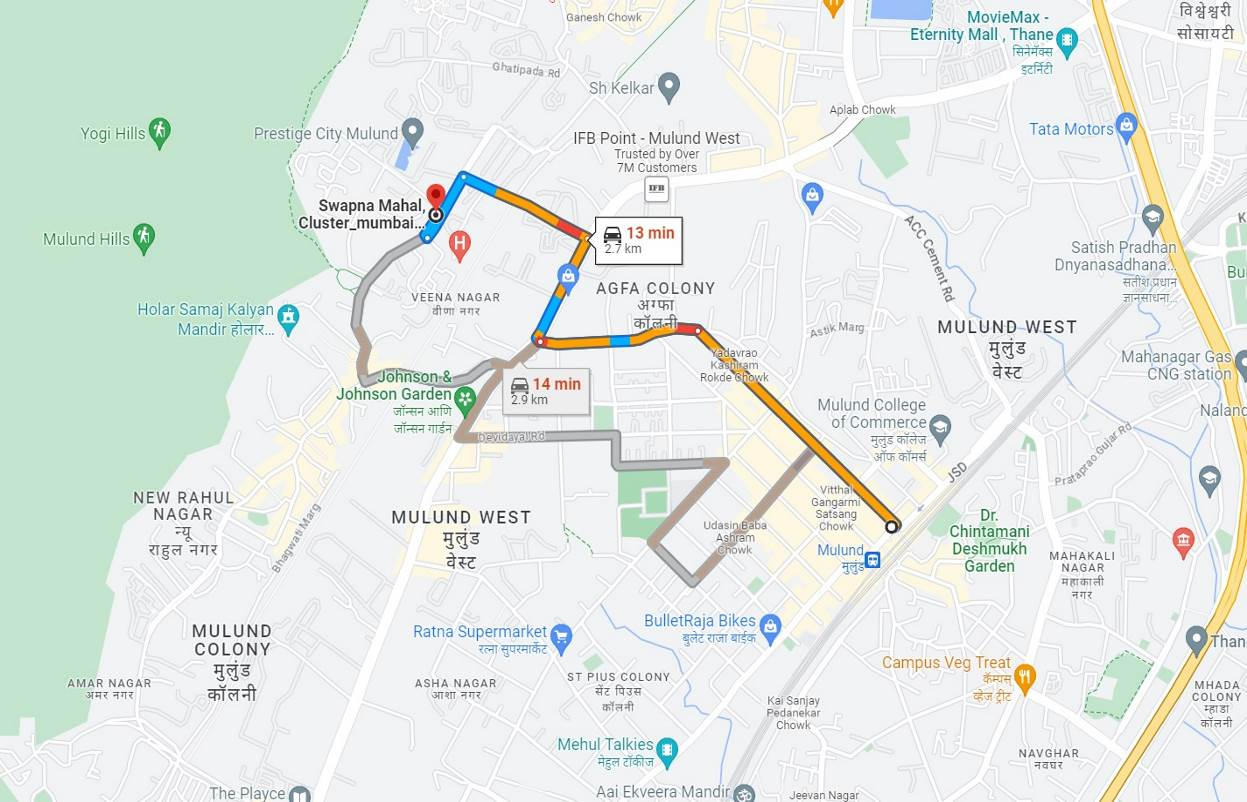 Ganesh Chowk
MovieMax -
Eternity Mall , Thane
सिनेमॅक्स
इटर्निटी
विश्वेश्वरी
सोसायटी
Ghatipada Rd
Sh Kelkar
Aplab Chowk
Yogi Hills
Prestige City Mulund
IFB Point - Mulund West
Trusted by Over
7M Customers
IFB
Tata Motors
Swapna Mahal,
Cluster_mumbai...
Mulund Hills
H
13 min
2.7 km
ACC Cement Rd
Satish Pradhan
Dnyanasadhana...
सतीश प्रधान
ज्ञानसाधना...
K
Bu
VEENA NAGAR
वीणा नगर
AGFA COLONY
अग्फा
कॉलनी
Holar Samaj Kalyan
Mandir होलार...
Astik Marg
MULUND WEST
मुलुंड
वेस्ट
Yadavrao
Kashiram
Rokde Chowk
Mahanagar Gas
CNG station
Johnson &
Johnson Garden
जॉनसन आणि
जॉनसन गार्डन
14 min
2.9 km
Mulund College
of Commerce
मुलुंड कॉलेज
ऑफ कॉमर्स
Naland
Devidayal Rd
Prataprao Gujar Rd
JSD
NEW RAHUL
NAGAR
न्यू
राहुल नगर
Bhagwati Marg
MULUND WEST
मुलुंड
वेस्ट
Vitthal
Gangarmi
Satsang
Chowk
Udasin Baba
Ashram
Chowk
Mulund
मुलुंड
Dr.
Chintamani
Deshmukh
Garden
MAHAKALI
NAGAR
महाकाली
नगर
MULUND
COLONY
मुलुंड
कॉलनी
Ratna Supermarket
रत्ना सुपरमार्केट
BulletRaja Bikes
बुलेट राजा बाईक
Than
Campus Veg Treat
कॅम्पस
व्हेज ट्रीट
AMAR NAGAR
अमर नगर
ASHA NAGAR
आशा नगर
ST PIUS COLONY
सेंट पिउस
कॉलनी
Kai Sanjay
Pedanekar
Chowk
MHADA
COLONY
म्हाडा
कॉलनी
Mehul Talkies
मेहुल टॉकीज
NAVGHAR
नवघर
The Playce
Aai Ekveera Mandir
Jeevan Nagar